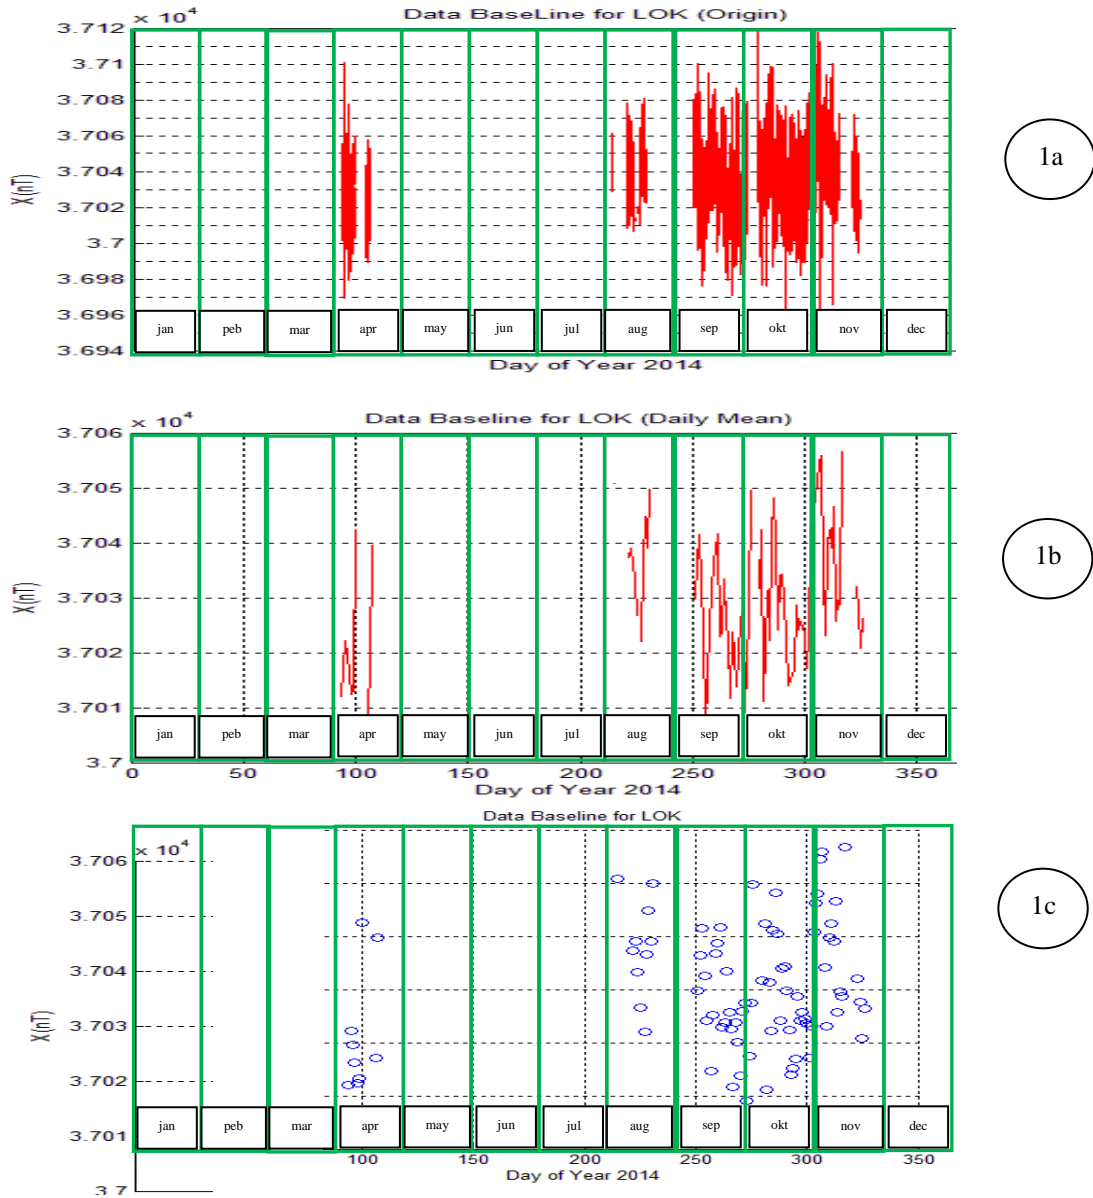 Data BaseLine for LOK (Origin)
x 10⁴
3.712
3.71
3.708
3.706
3.704
3.702
3.7
3.698
3.696
3.694
X(nT)
jan peb mar apr may jun jul aug sep okt nov dec
Day of Year 2014
1a
Data Baseline for LOK (Daily Mean)
x 10⁴
3.706
3.705
3.704
3.703
3.702
3.701
3.7
X(nT)
jan peb mar apr may jun jul aug sep okt nov dec
0 50 100 150 200 250 300 350
Day of Year 2014
1b
Data Baseline for LOK
x 10⁴
3.706
3.705
3.704
3.703
3.702
3.701
3.7
X(nT)
jan peb mar apr may jun jul aug sep okt nov dec
100 150 200 250 300 350
Day of Year 2014
1c